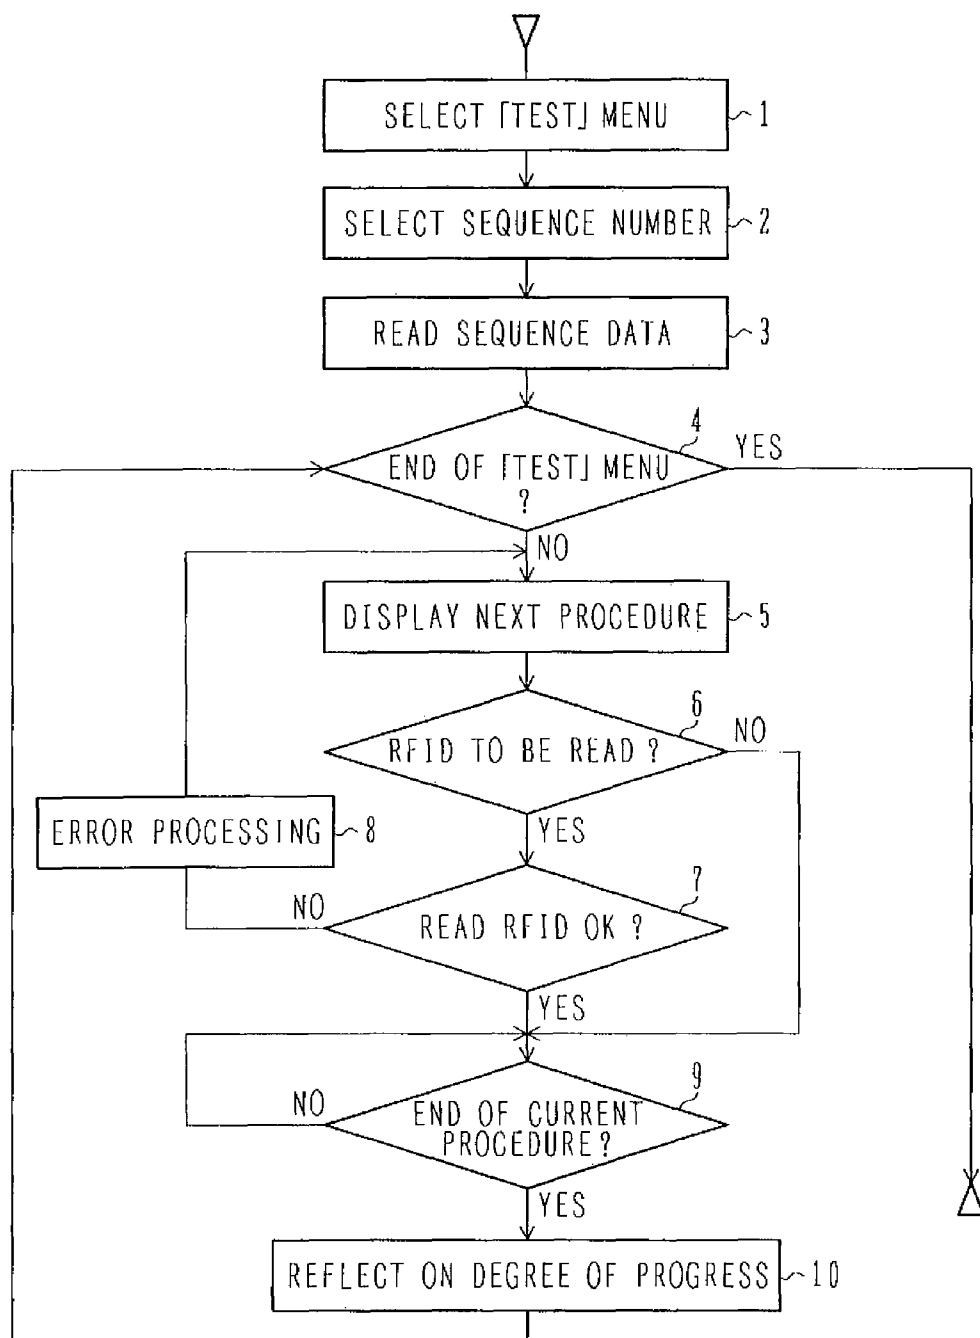 SELECT 「TEST」 MENU
1
SELECT SEQUENCE NUMBER
2
READ SEQUENCE DATA
3
END OF 「TEST」 MENU
?
4
YES
NO
DISPLAY NEXT PROCEDURE
5
RFID TO BE READ ?
6
NO
YES
ERROR PROCESSING
8
READ RFID OK ?
7
NO
YES
END OF CURRENT
PROCEDURE ?
9
NO
YES
REFLECT ON DEGREE OF PROGRESS
10